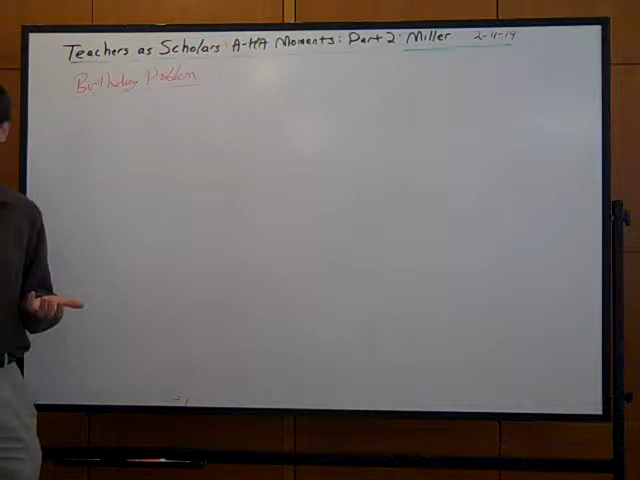 Teachers as Scholars: A-HA Moments: Part 2: Miller 2-11-14
Birthday Problem